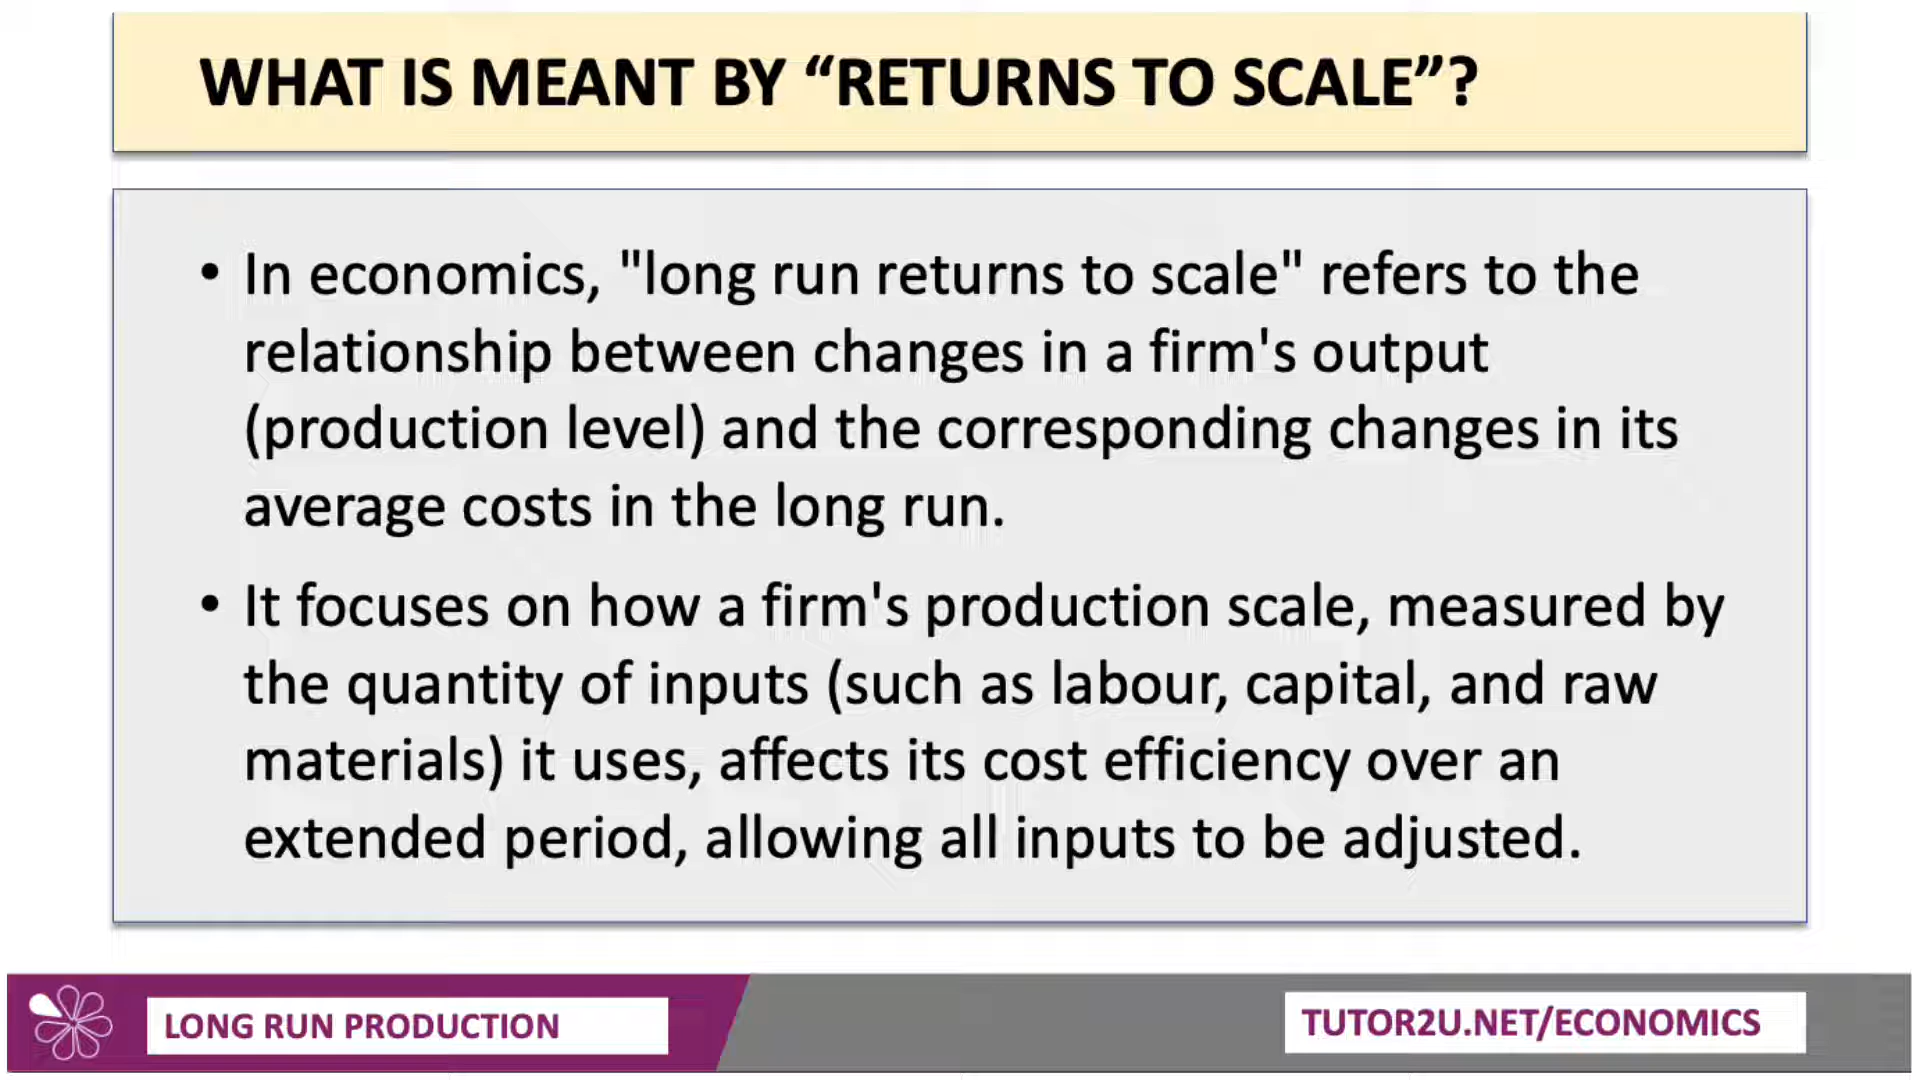 WHAT IS MEANT BY “RETURNS TO SCALE”?
• In economics, "long run returns to scale" refers to the
relationship between changes in a firm's output
(production level) and the corresponding changes in its
average costs in the long run.
• It focuses on how a firm's production scale, measured by
the quantity of inputs (such as labour, capital, and raw
materials) it uses, affects its cost efficiency over an
extended period, allowing all inputs to be adjusted.
LONG RUN PRODUCTION
TUTOR2U.NET/ECONOMICS